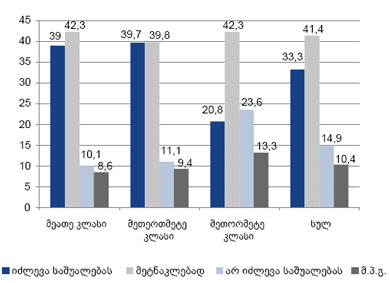 45
40
35
30
25
20
15
10
5
0
39
42,3
10,1
8,6
39,7
39,8
11,1
9,4
20,8
42,3
23,6
13,3
33,3
41,4
14,9
10,4
მეათე კლასი
მეთერთმეტე
კლასი
მეთორმეტე
კლასი
სულ
იძლევა საშუალებას
მეტნაკლებად
არ იძლევა საშუალებას
მ.პ.გ.